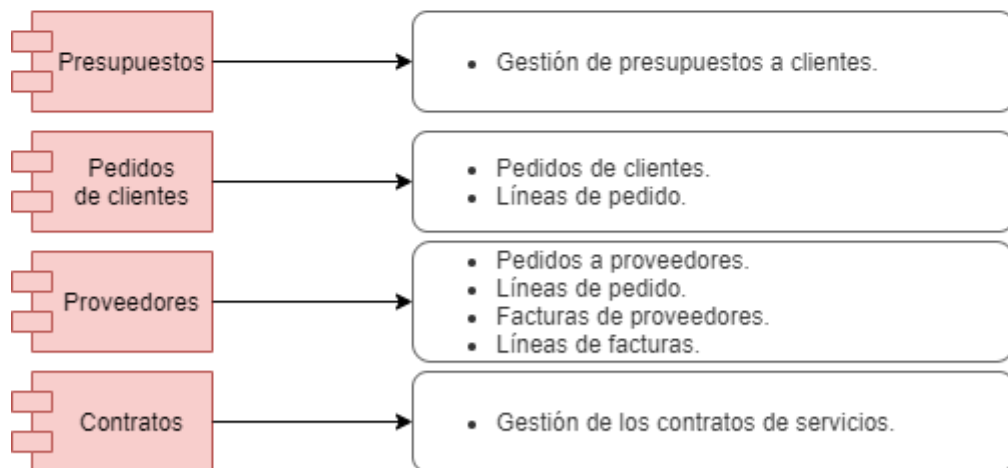 Presupuestos
• Gestión de presupuestos a clientes.
Pedidos
de clientes
• Pedidos de clientes.
• Líneas de pedido.
Proveedores
• Pedidos a proveedores.
• Líneas de pedido.
• Facturas de proveedores.
• Líneas de facturas.
Contratos
• Gestión de los contratos de servicios.